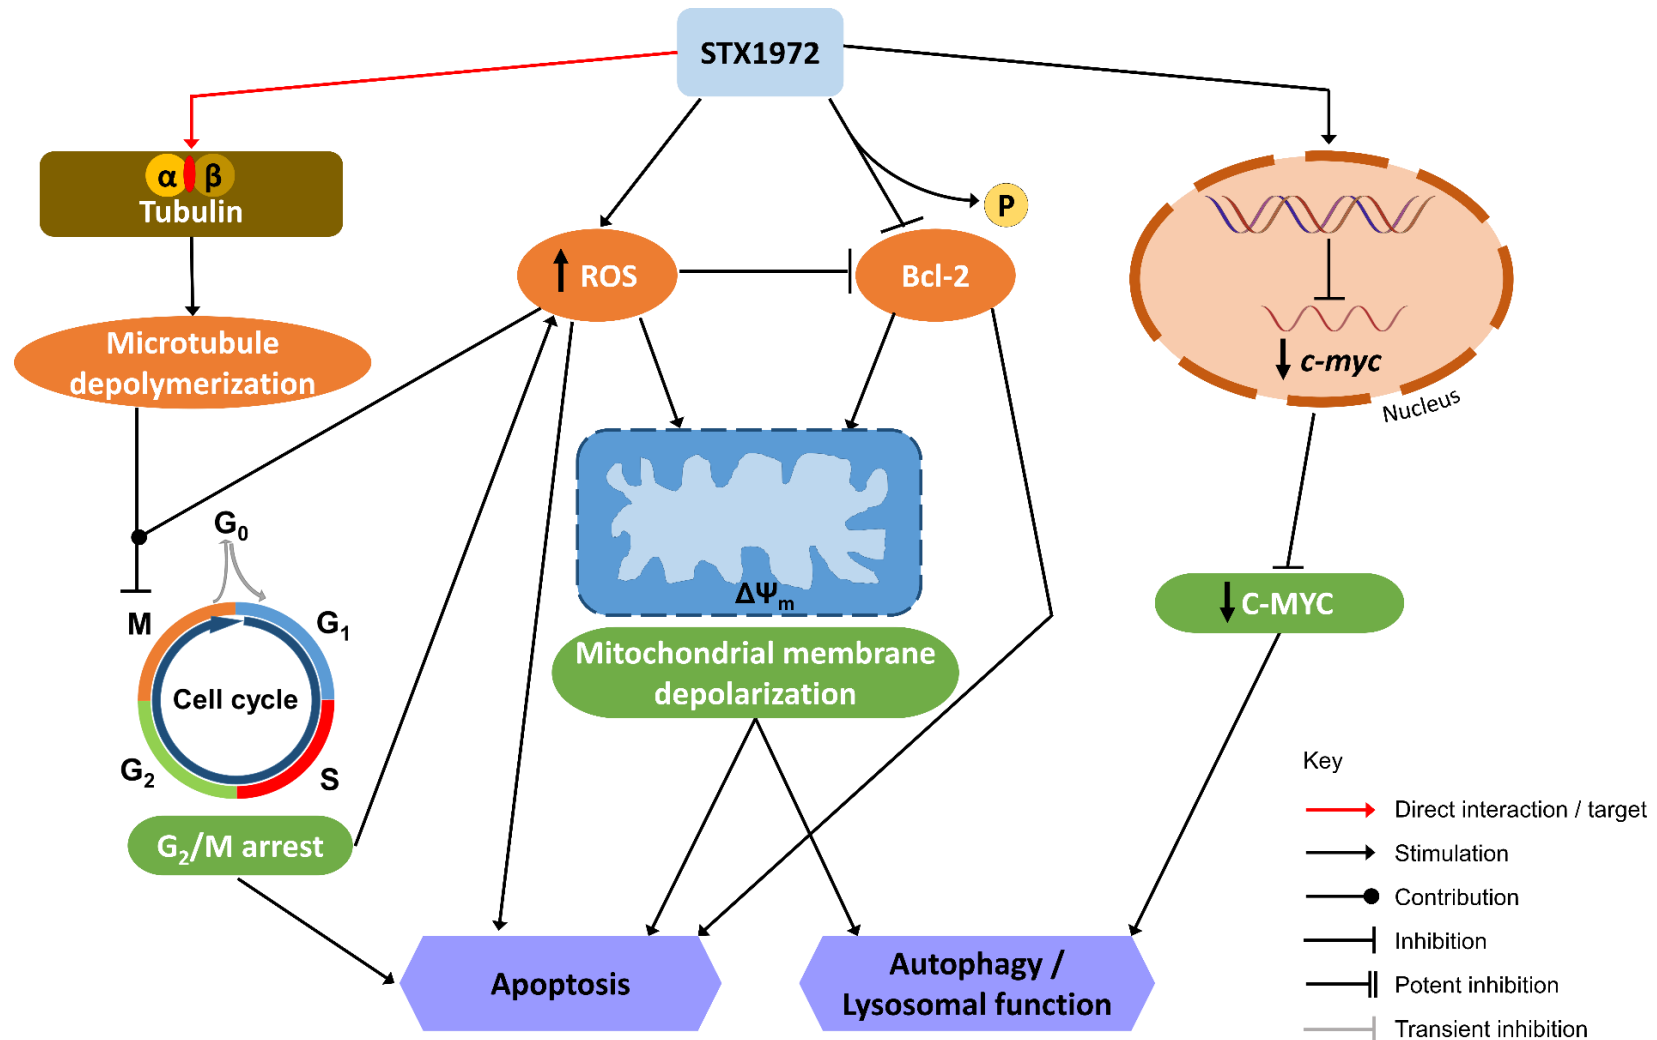 STX1972
α β
Tubulin
P
↑ ROS
Bcl-2
Microtubule
depolymerization
↓ c-myc
Nucleus
G0
M
G1
Cell cycle
G2
S
G2/M arrest
ΔΨm
Mitochondrial membrane
depolarization
↓ C-MYC
Apoptosis
Autophagy /
Lysosomal function
Key
Direct interaction / target
Stimulation
Contribution
Inhibition
Potent inhibition
Transient inhibition